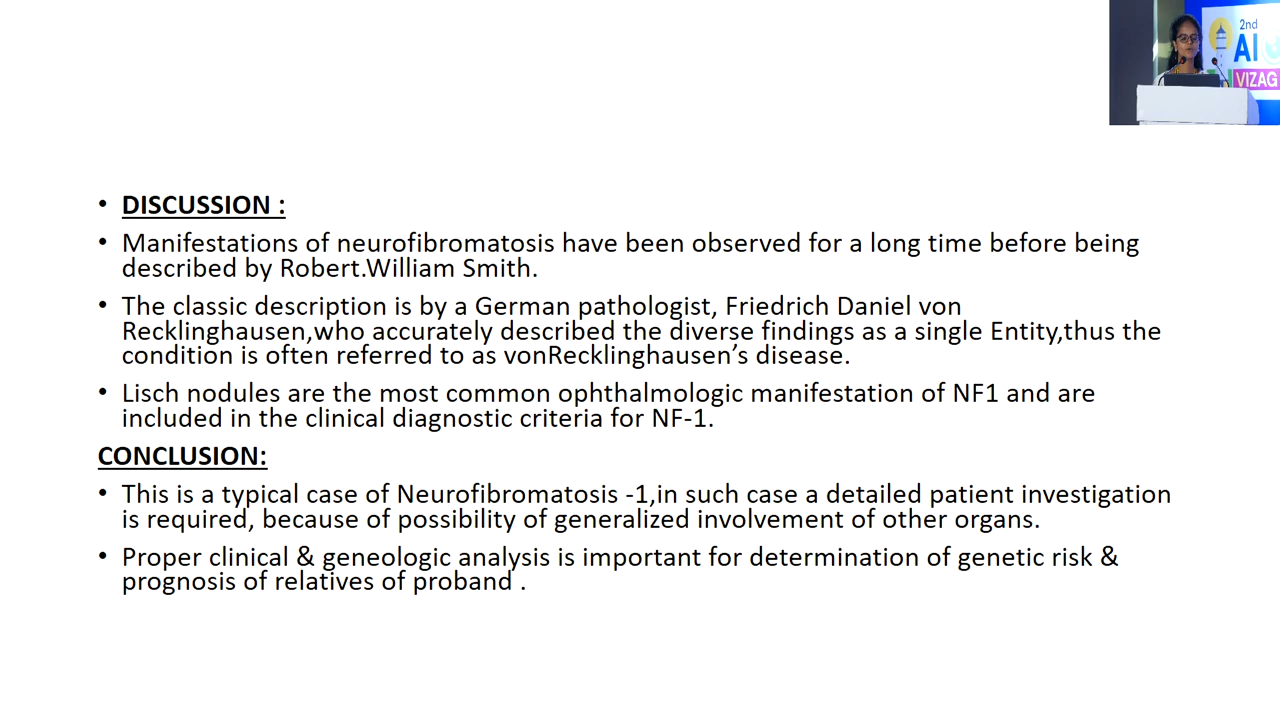 2nd
AI
VIZAG
• DISCUSSION :
• Manifestations of neurofibromatosis have been observed for a long time before being
described by Robert.William Smith.
• The classic description is by a German pathologist, Friedrich Daniel von
Recklinghausen,who accurately described the diverse findings as a single Entity,thus the
condition is often referred to as vonRecklinghausen’s disease.
• Lisch nodules are the most common ophthalmologic manifestation of NF1 and are
included in the clinical diagnostic criteria for NF-1.
CONCLUSION:
• This is a typical case of Neurofibromatosis -1,in such case a detailed patient investigation
is required, because of possibility of generalized involvement of other organs.
• Proper clinical & geneologic analysis is important for determination of genetic risk &
prognosis of relatives of proband .